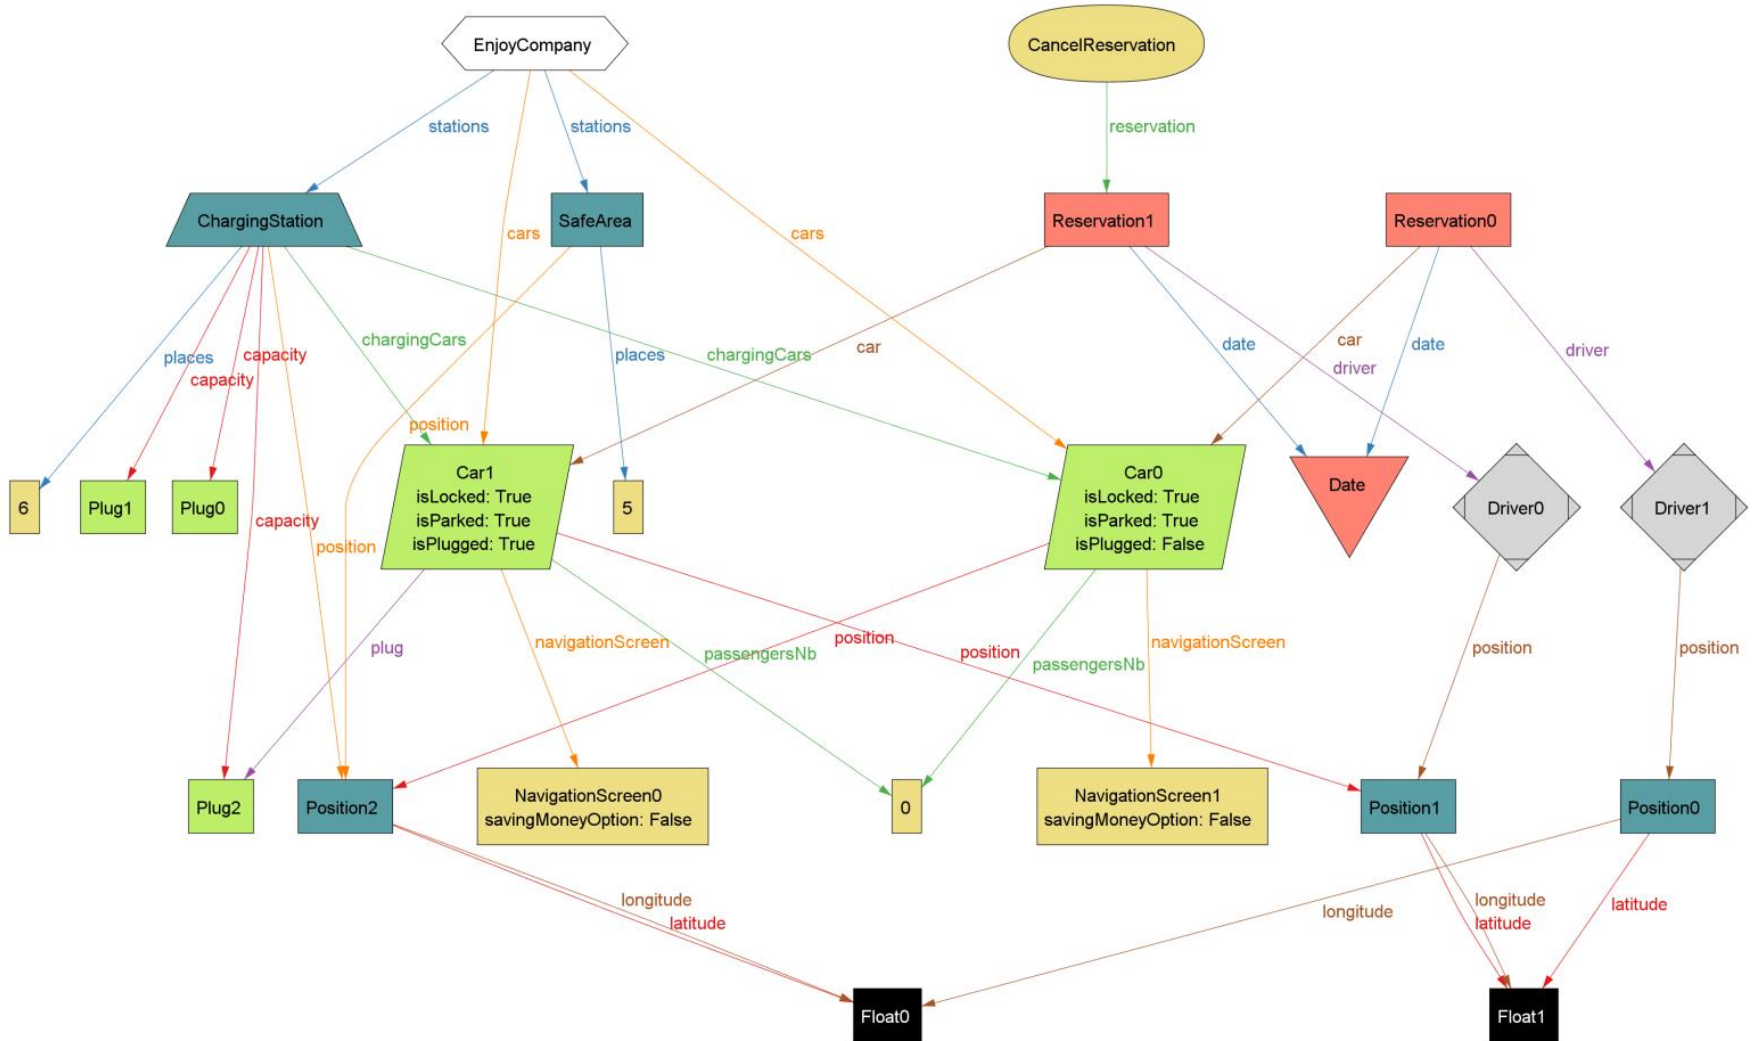 EnjoyCompany
CancelReservation
stations
stations
reservation
ChargingStation
SafeArea
Reservation1
Reservation0
cars
cars
chargingCars
chargingCars
car
date
date
car
driver
driver
places
capacity
capacity
places
position
6
Plug1
Plug0
Car1
isLocked: True
isParked: True
isPlugged: True
5
Car0
isLocked: True
isParked: True
isPlugged: False
Date
Driver0
Driver1
capacity
position
plug
navigationScreen
passengersNb
position
position
passengersNb
navigationScreen
position
position
Plug2
Position2
NavigationScreen0
savingMoneyOption: False
0
NavigationScreen1
savingMoneyOption: False
Position1
Position0
longitude
latitude
longitude
longitude
latitude
latitude
Float0
Float1